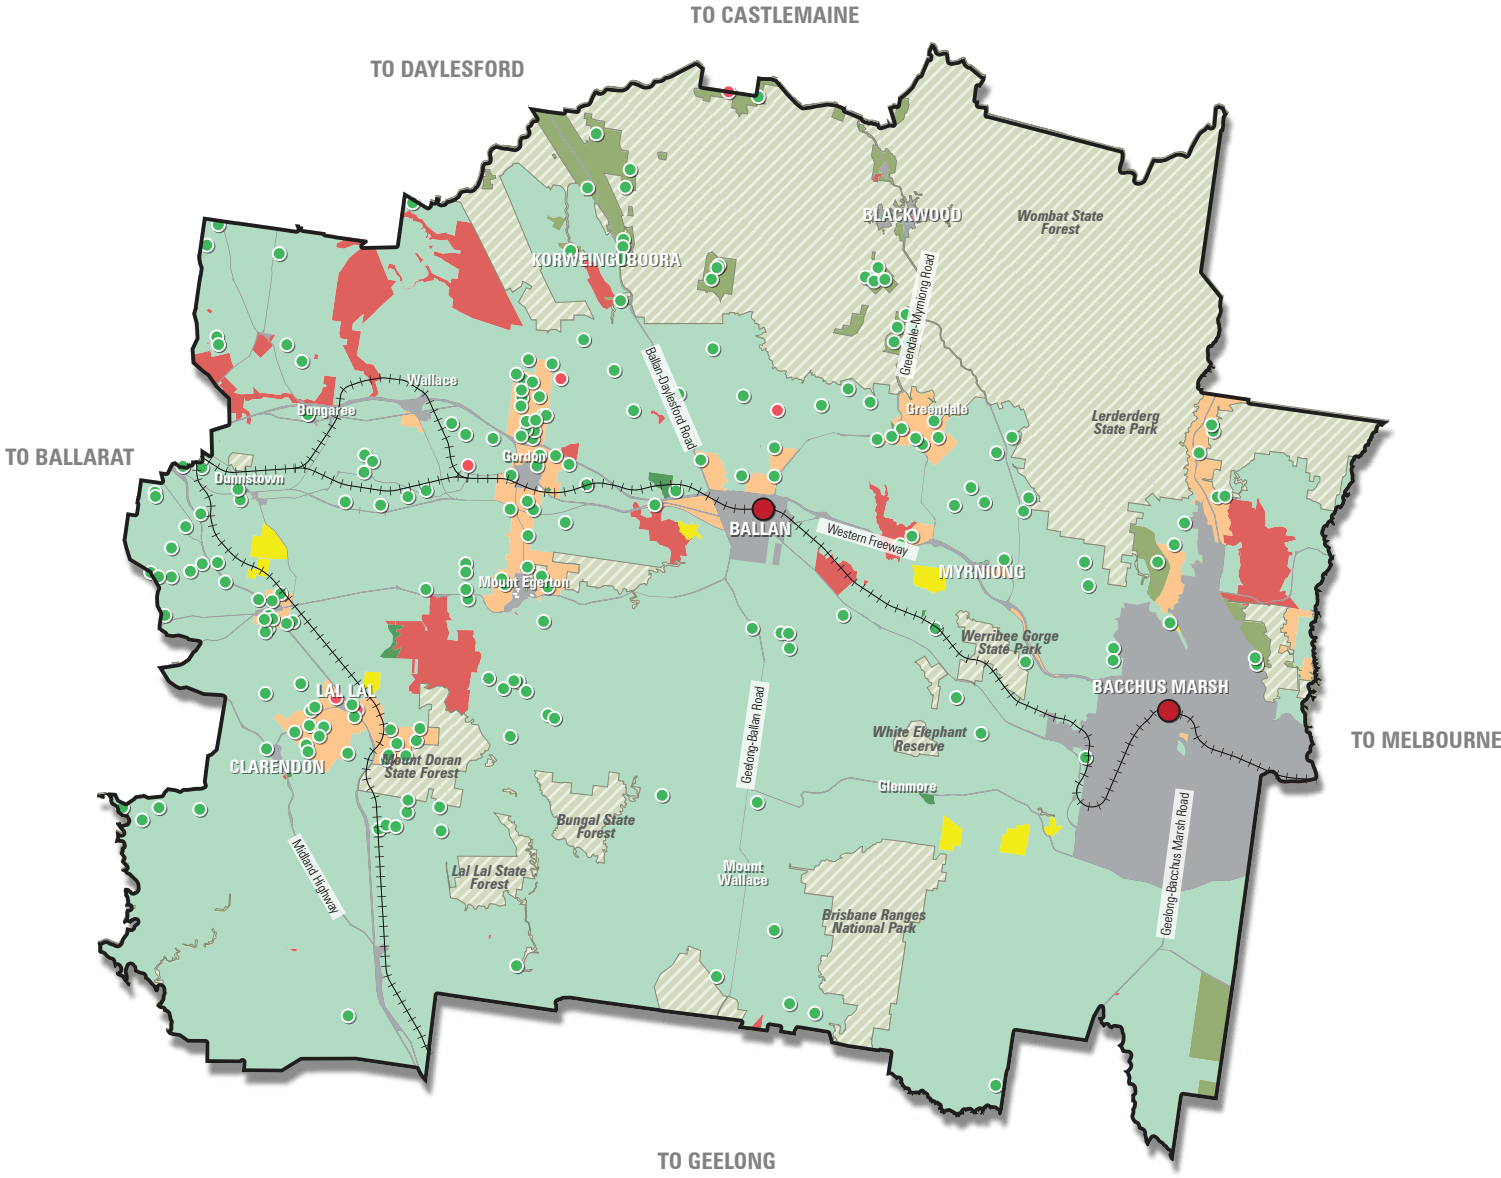 TO CASTLEMAINE
TO DAYLESFORD
BLACKWOOD
Wombat State
Forest
KORWEINGUBOORA
Greendale-Myrniong Road
Ballan-Daylesford Road
Wallace
Bungaree
Greendale
Lerderderg
State Park
TO BALLARAT
Gordon
Dunnstown
BALLAN
Western Freeway
MYRNIONG
Mount Egerton
Werribee Gorge
State Park
LAL LAL
BACCHUS MARSH
Geelong-Ballan Road
White Elephant
Reserve
TO MELBOURNE
CLARENDON
Mount Doran
State Forest
Glenmore
Bungal State
Forest
Geelong-Bacchus Marsh Road
Midland Highway
Lal Lal State
Forest
Mount
Wallace
Brisbane Ranges
National Park
TO GEELONG